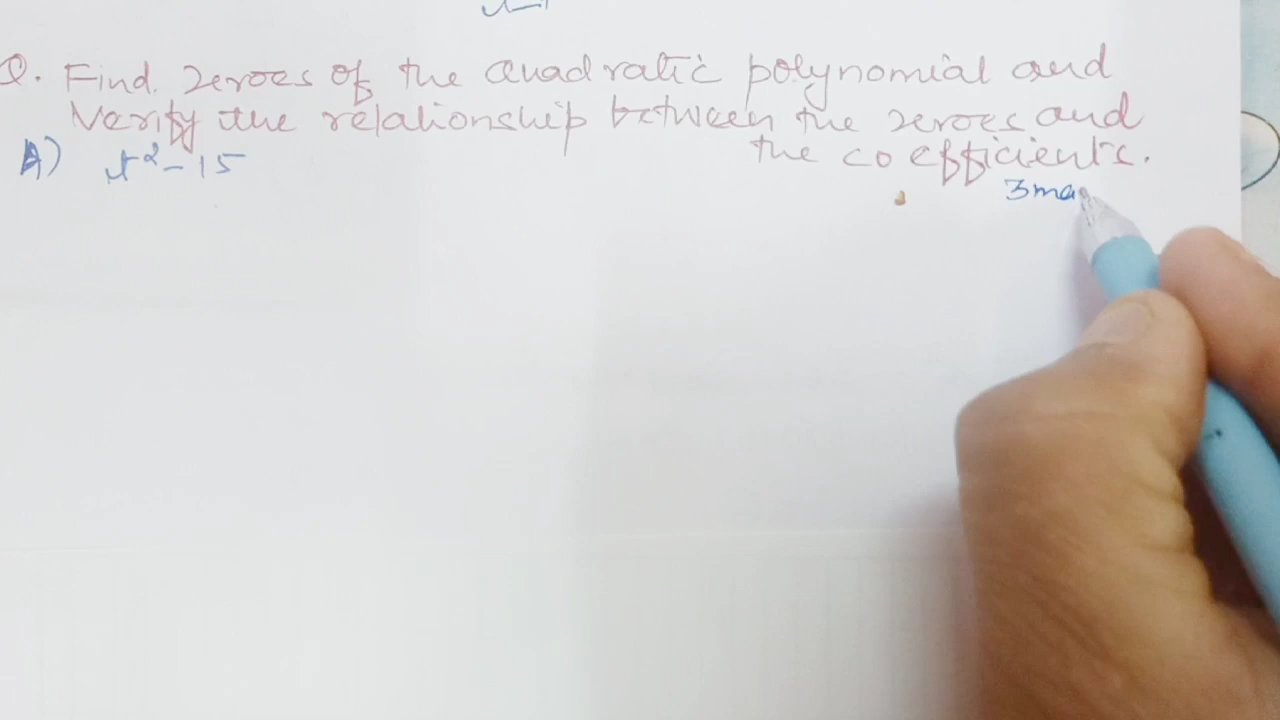 Q. Find zeroes of the Quadratic polynomial and
Verify the relationship between the zeroes and
the coefficients.
A) t² - 15
3ma